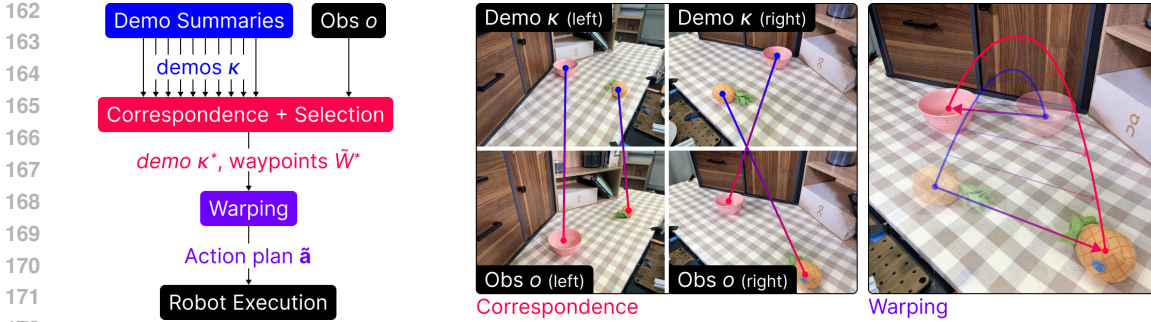 162
163
164
165
166
167
168
169
170
171
Demo Summaries
Obs o
demos κ
Correspondence + Selection
demo κ*, waypoints W̃*
Warping
Action plan ã
Robot Execution
Demo κ (left)
Demo κ (right)
Obs o (left)
Obs o (right)
Correspondence
Warping